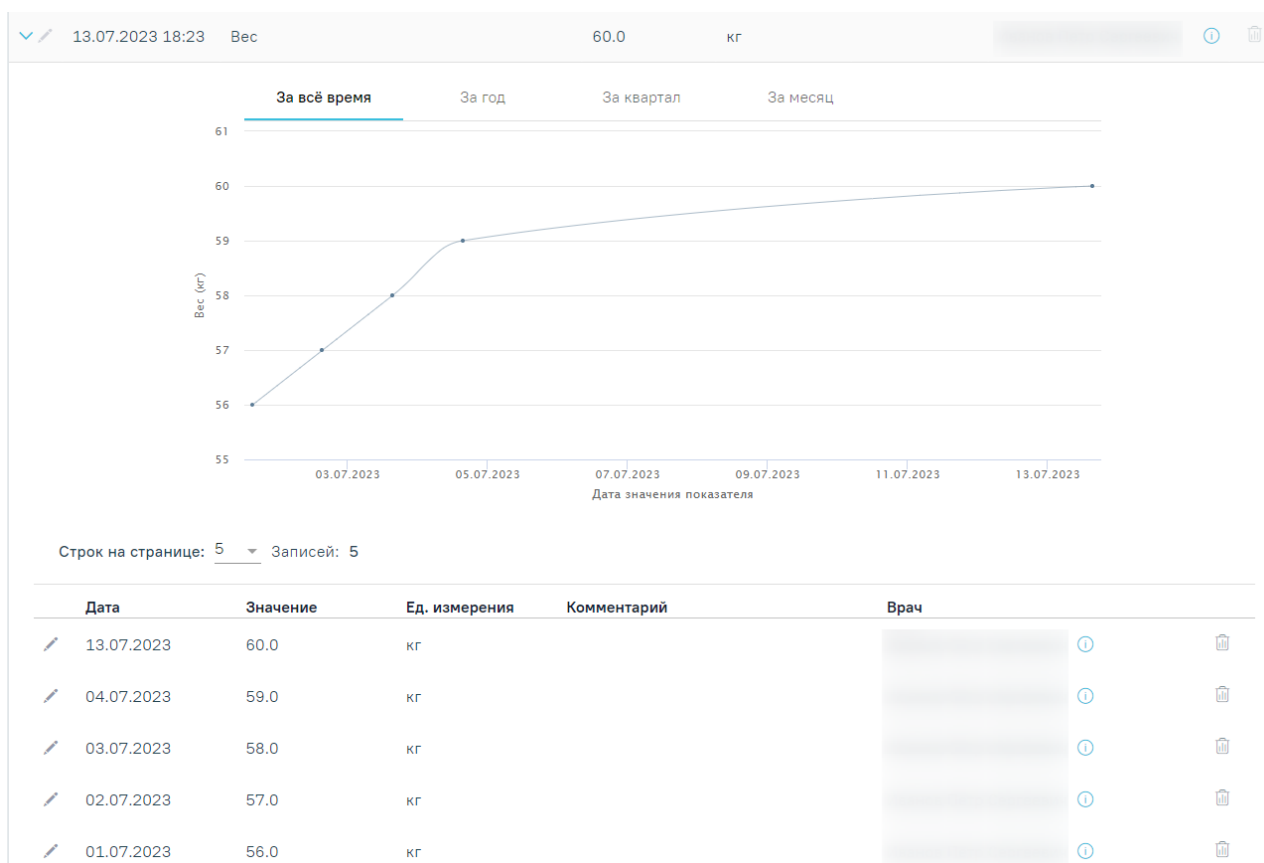 13.07.2023 18:23 Вес 60.0 кг
За всё время За год За квартал За месяц
61
60
59
58
57
56
55
Вес (кг)
03.07.2023 05.07.2023 07.07.2023 09.07.2023 11.07.2023 13.07.2023
Дата значения показателя
Строк на странице: 5 Записей: 5
Дата Значение Ед. измерения Комментарий Врач
13.07.2023 60.0 кг
04.07.2023 59.0 кг
03.07.2023 58.0 кг
02.07.2023 57.0 кг
01.07.2023 56.0 кг